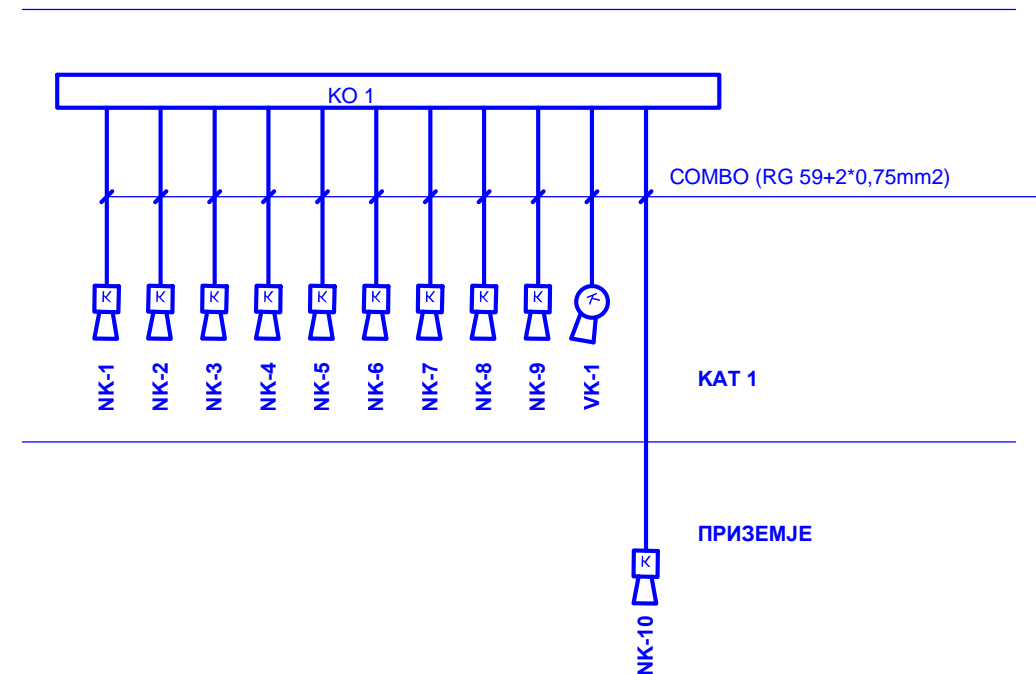 KO 1
COMBO (RG 59+2*0,75mm2)
K K K K K K K K K K
NK-1 NK-2 NK-3 NK-4 NK-5 NK-6 NK-7 NK-8 NK-9 VK-1
КАТ 1
ПРИЗЕМЈЕ
K
NK-10